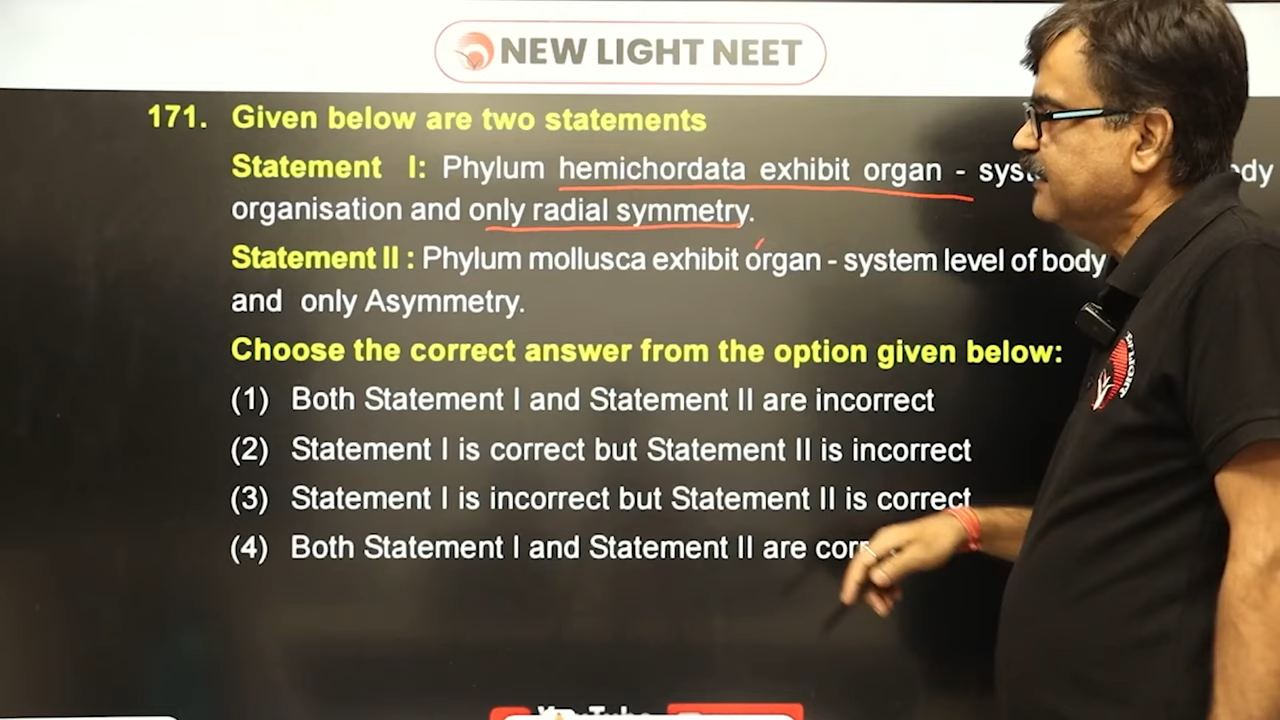 NEW LIGHT NEET
171. Given below are two statements
Statement I: Phylum hemichordata exhibit organ - body
organisation and only radial symmetry.
Statement II : Phylum mollusca exhibit organ - system level of body
and only Asymmetry.
Choose the correct answer from the option given below:
(1) Both Statement I and Statement II are incorrect
(2) Statement I is correct but Statement II is incorrect
(3) Statement I is incorrect but Statement II is correct
(4) Both Statement I and Statement II are